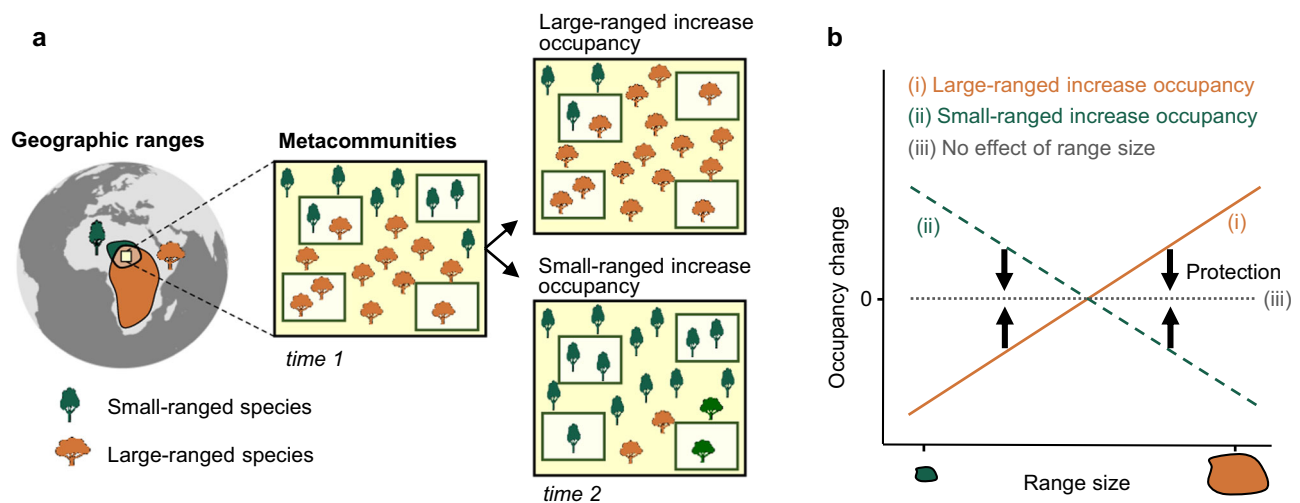 a
Geographic ranges
Metacommunities
time 1
Small-ranged species
Large-ranged species
Large-ranged increase
occupancy
Small-ranged increase
occupancy
time 2
b
(i) Large-ranged increase occupancy
(ii) Small-ranged increase occupancy
(iii) No effect of range size
(ii)
(i)
Protection
(iii)
0
Occupancy change
Range size